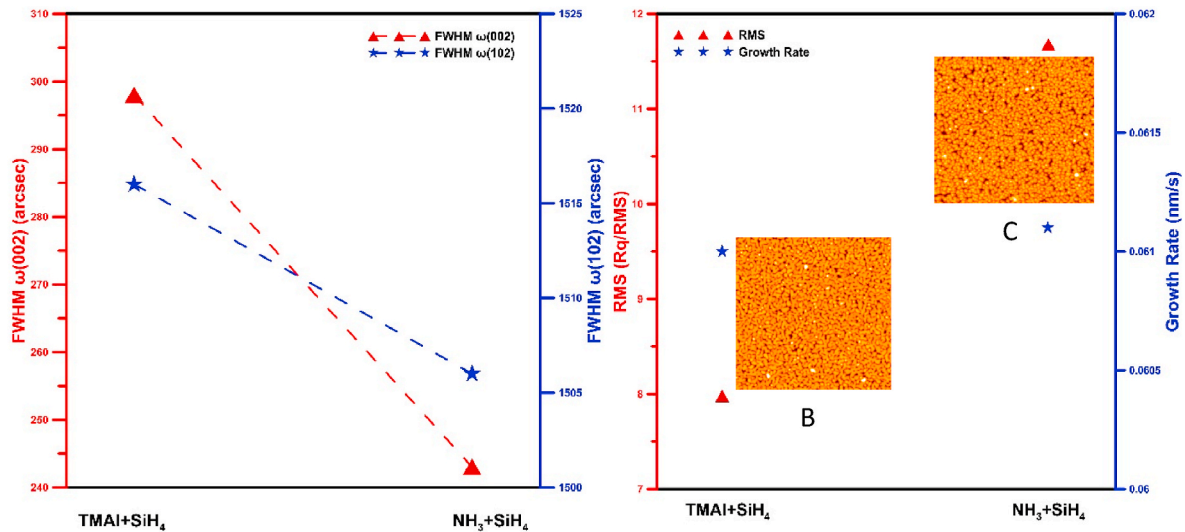 310
300
290
280
270
260
250
240
FWHM ω(002) (arcsec)
FWHM ω(002)
FWHM ω(102)
1525
1520
1515
1510
1505
1500
FWHM ω(102) (arcsec)
TMAl+SiH₄
NH₃+SiH₄
12
11
10
9
8
7
RMS (Rq/RMS)
RMS
Growth Rate
B
C
0.062
0.0615
0.061
0.0605
0.06
Growth Rate (nm/s)
TMAl+SiH₄
NH₃+SiH₄